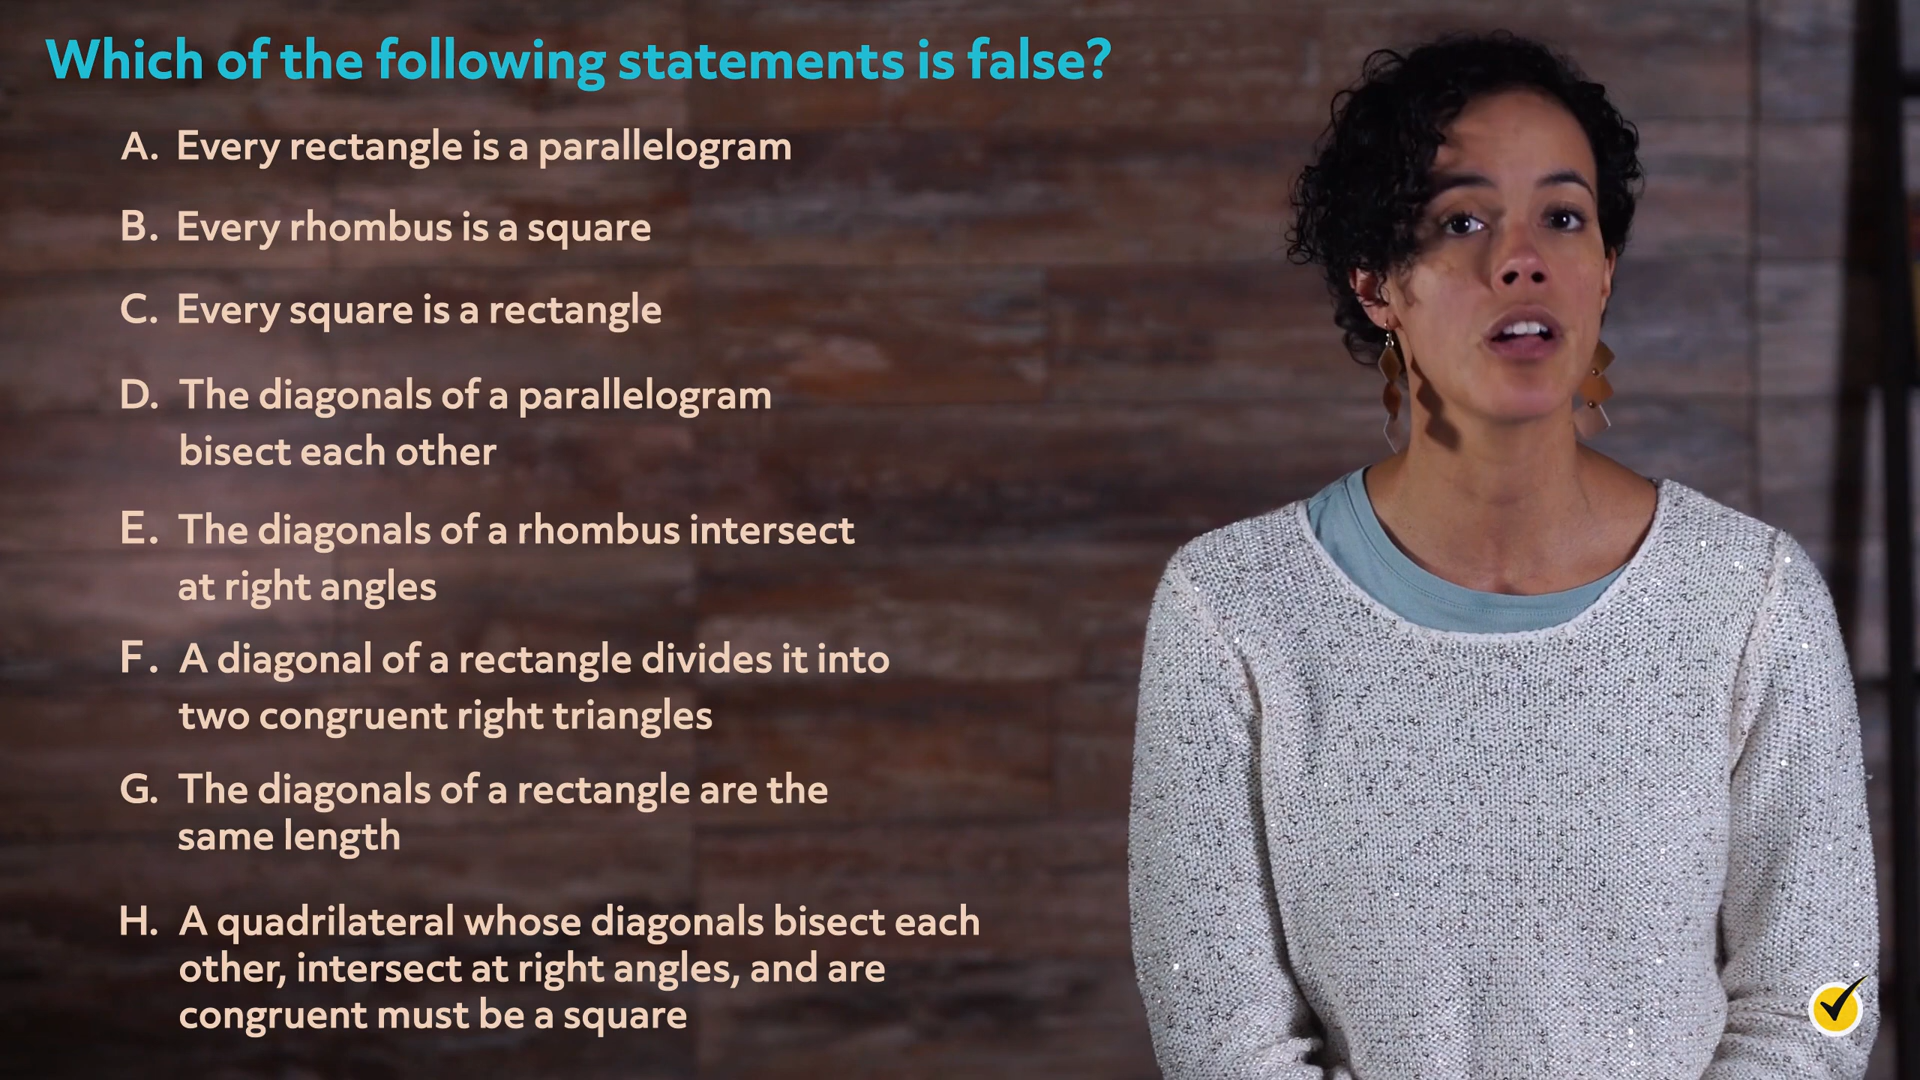 Which of the following statements is false?
A. Every rectangle is a parallelogram
B. Every rhombus is a square
C. Every square is a rectangle
D. The diagonals of a parallelogram
bisect each other
E. The diagonals of a rhombus intersect
at right angles
F. A diagonal of a rectangle divides it into
two congruent right triangles
G. The diagonals of a rectangle are the
same length
H. A quadrilateral whose diagonals bisect each
other, intersect at right angles, and are
congruent must be a square